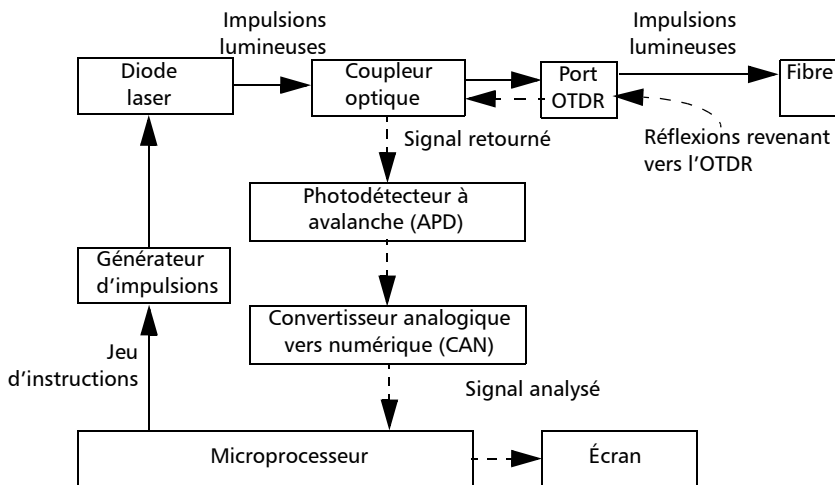 Impulsions
lumineuses
Impulsions
lumineuses
Diode
laser
Coupleur
optique
Port
OTDR
Fibre
Signal retourné
Réflexions revenant
vers l'OTDR
Photodétecteur à
avalanche (APD)
Générateur
d'impulsions
Convertisseur analogique
vers numérique (CAN)
Jeu
d'instructions
Signal analysé
Microprocesseur
Écran